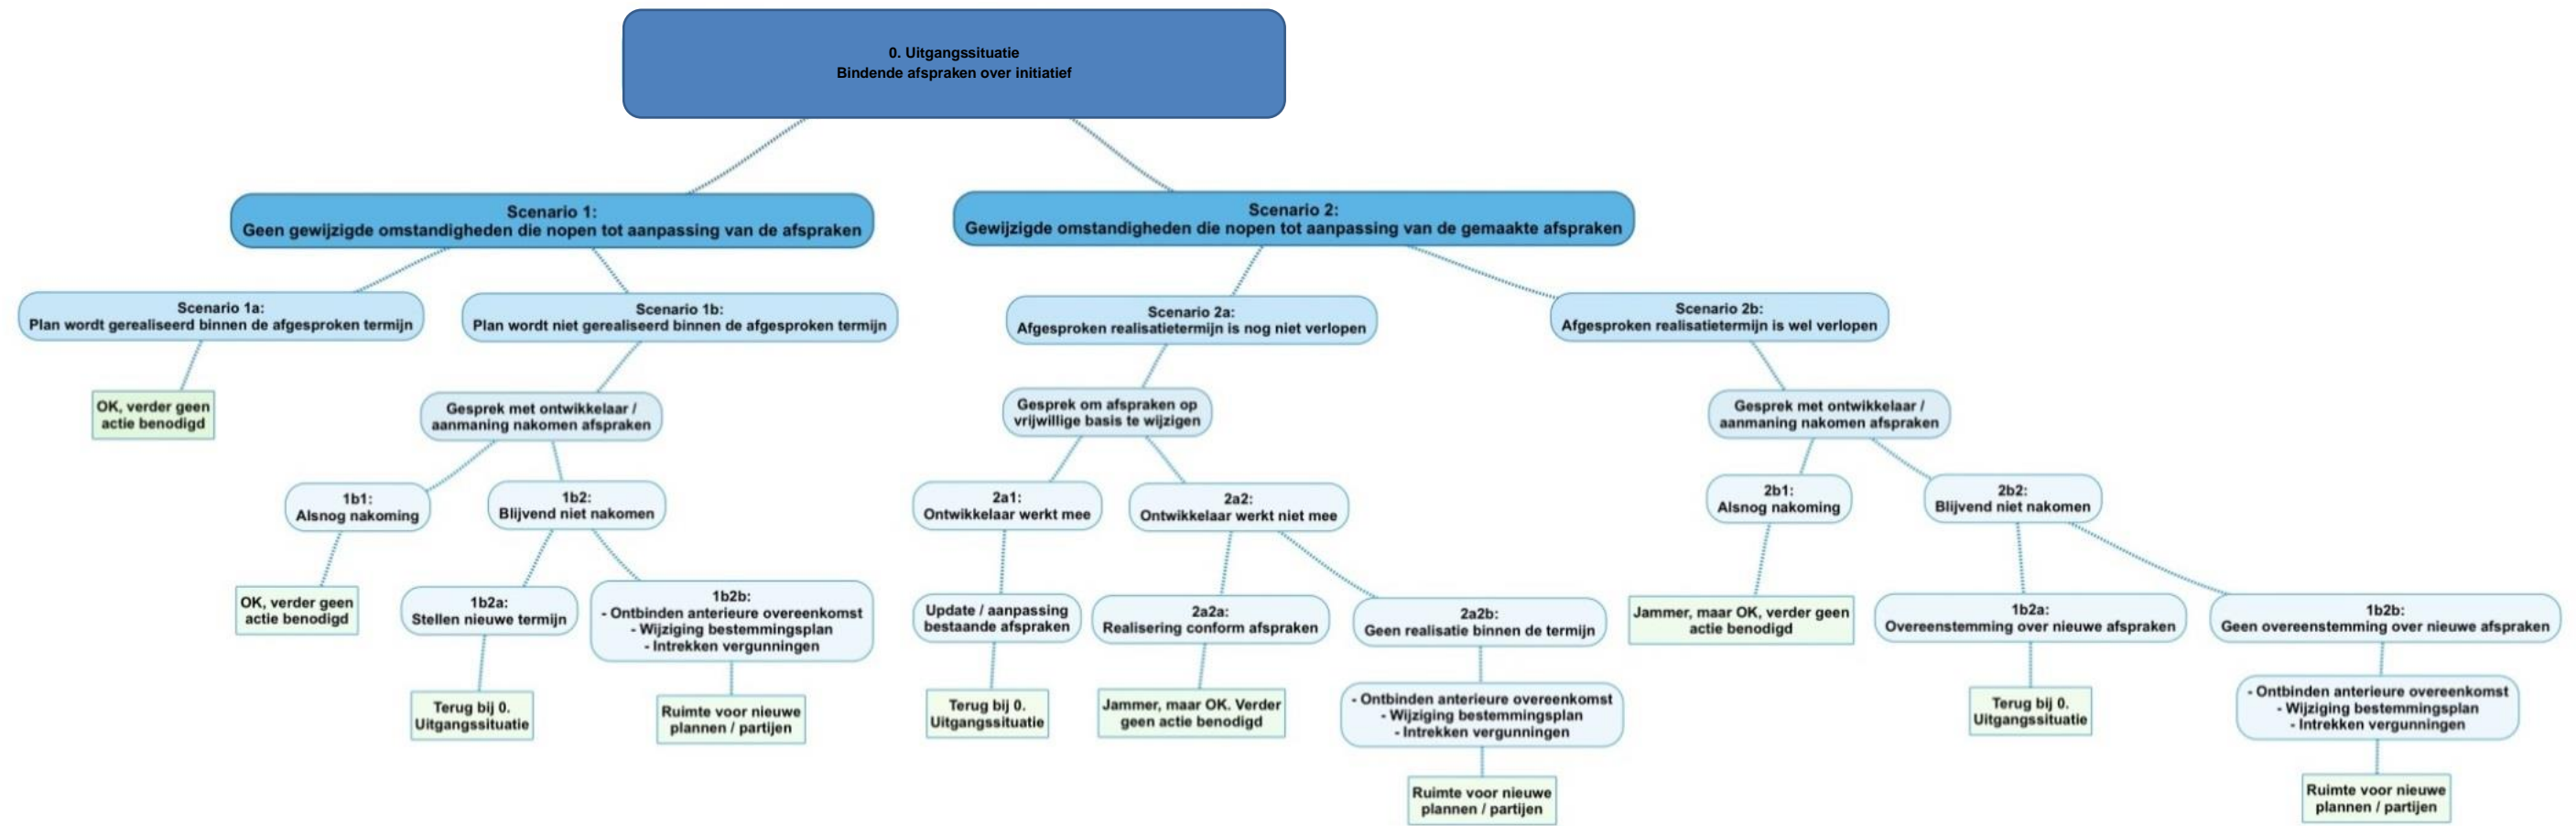 0. Uitgangssituatie
Bindende afspraken over initiatief
Scenario 1:
Geen gewijzigde omstandigheden die nopen tot aanpassing van de afspraken
Scenario 2:
Gewijzigde omstandigheden die nopen tot aanpassing van de gemaakte afspraken
Scenario 1a:
Plan wordt gerealiseerd binnen de afgesproken termijn
Scenario 1b:
Plan wordt niet gerealiseerd binnen de afgesproken termijn
Scenario 2a:
Afgesproken realisatietermijn is nog niet verlopen
Scenario 2b:
Afgesproken realisatietermijn is wel verlopen
OK, verder geen
actie benodigd
Gesprek met ontwikkelaar /
aanmaning nakomen afspraken
Gesprek om afspraken op
vrijwillige basis te wijzigen
Gesprek met ontwikkelaar /
aanmaning nakomen afspraken
1b1:
Alsnog nakoming
1b2:
Blijvend niet nakomen
2a1:
Ontwikkelaar werkt mee
2a2:
Ontwikkelaar werkt niet mee
2b1:
Alsnog nakoming
2b2:
Blijvend niet nakomen
OK, verder geen
actie benodigd
1b2a:
Stellen nieuwe termijn
1b2b:
- Ontbinden anterieure overeenkomst
- Wijziging bestemmingsplan
- Intrekken vergunningen
Update / aanpassing
bestaande afspraken
2a2a:
Realisering conform afspraken
2a2b:
Geen realisatie binnen de termijn
Jammer, maar OK, verder geen
actie benodigd
1b2a:
Overeenstemming over nieuwe afspraken
1b2b:
Geen overeenstemming over nieuwe afspraken
Terug bij 0.
Uitgangssituatie
Ruimte voor nieuwe
plannen / partijen
Terug bij 0.
Uitgangssituatie
Jammer, maar OK. Verder
geen actie benodigd
- Ontbinden anterieure overeenkomst
- Wijziging bestemmingsplan
- Intrekken vergunningen
Terug bij 0.
Uitgangssituatie
- Ontbinden anterieure overeenkomst
- Wijziging bestemmingsplan
- Intrekken vergunningen
Ruimte voor nieuwe
plannen / partijen
Ruimte voor nieuwe
plannen / partijen